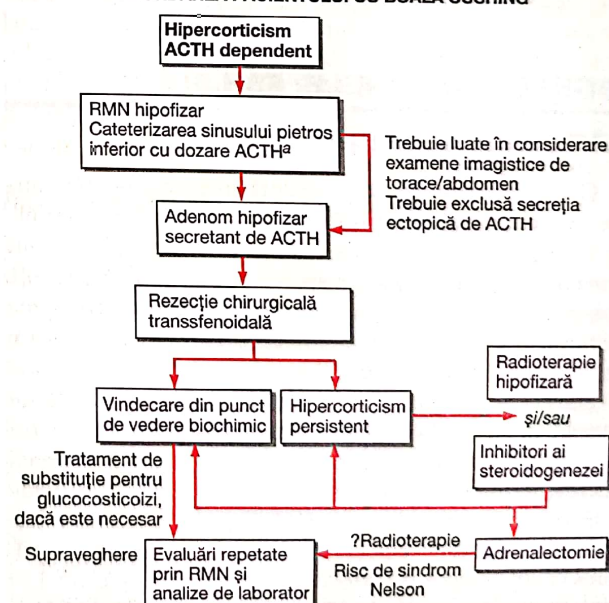 Hipercorticism
ACTH dependent
RMN hipofizar
Cateterizarea sinusului pietros
inferior cu dozare ACTHa
Trebuie luate în considerare
examene imagistice de
torace/abdomen
Trebuie exclusă secreția
ectopică de ACTH
Adenom hipofizar
secretant de ACTH
Rezecție chirurgicală
transsfenoidală
Vindecare din punct
de vedere biochimic
Hipercorticism
persistent
Radioterapie
hipofizară
și/sau
Inhibitori ai
steroidogenezei
Tratament de
substituție pentru
glucocosticoizi,
dacă este necesar
Supraveghere
Evaluări repetate
prin RMN și
analize de laborator
?Radioterapie
Risc de sindrom
Nelson
Adrenalectomie